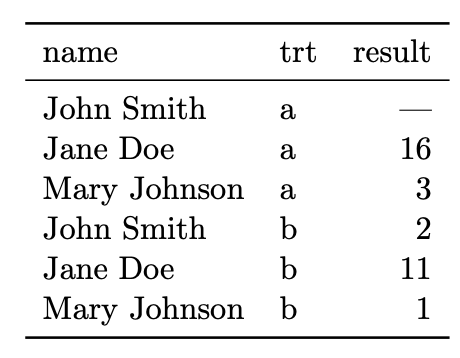 name trt result
John Smith a —
Jane Doe a 16
Mary Johnson a 3
John Smith b 2
Jane Doe b 11
Mary Johnson b 1